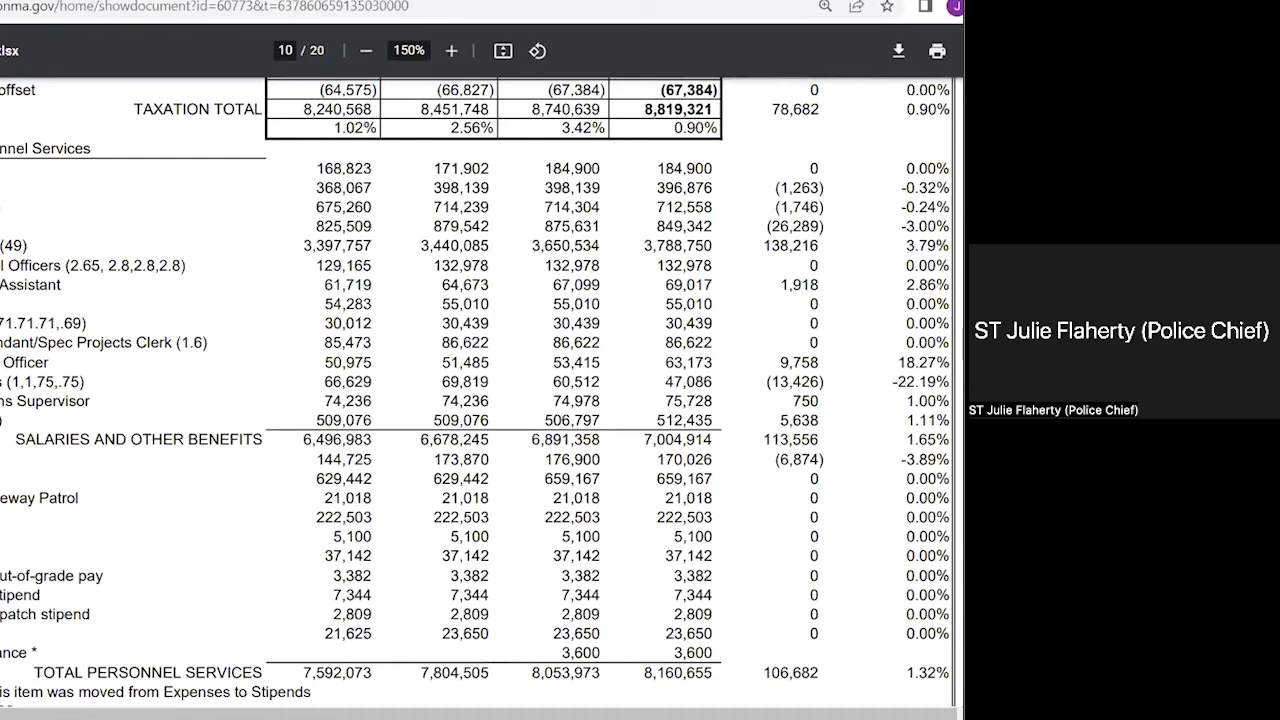 onma.gov/home/showdocument?id=60773&t=637860659135030000
J
tlsx
10 / 20
150%
offset (64,575) (66,827) (67,384) (67,384) 0 0.00%
TAXATION TOTAL 8,240,568 8,451,748 8,740,639 8,819,321 78,682 0.90%
1.02% 2.56% 3.42% 0.90%
nnel Services
168,823 171,902 184,900 184,900 0 0.00%
368,067 398,139 398,139 396,876 (1,263) -0.32%
675,260 714,239 714,304 712,558 (1,746) -0.24%
825,509 879,542 875,631 849,342 (26,289) -3.00%
(49) 3,397,757 3,440,085 3,650,534 3,788,750 138,216 3.79%
l Officers (2.65, 2.8,2.8,2.8) 129,165 132,978 132,978 132,978 0 0.00%
Assistant 61,719 64,673 67,099 69,017 1,918 2.86%
54,283 55,010 55,010 55,010 0 0.00%
71.71.71,.69) 30,012 30,439 30,439 30,439 0 0.00%
ndant/Spec Projects Clerk (1.6) 85,473 86,622 86,622 86,622 0 0.00%
Officer 50,975 51,485 53,415 63,173 9,758 18.27%
s (1,1,75,.75) 66,629 69,819 60,512 47,086 (13,426) -22.19%
ns Supervisor 74,236 74,236 74,978 75,728 750 1.00%
) 509,076 509,076 506,797 512,435 5,638 1.11%
SALARIES AND OTHER BENEFITS 6,496,983 6,678,245 6,891,358 7,004,914 113,556 1.65%
144,725 173,870 176,900 170,026 (6,874) -3.89%
629,442 629,442 659,167 659,167 0 0.00%
eway Patrol 21,018 21,018 21,018 21,018 0 0.00%
222,503 222,503 222,503 222,503 0 0.00%
5,100 5,100 5,100 5,100 0 0.00%
37,142 37,142 37,142 37,142 0 0.00%
ut-of-grade pay 3,382 3,382 3,382 3,382 0 0.00%
tipend 7,344 7,344 7,344 7,344 0 0.00%
patch stipend 2,809 2,809 2,809 2,809 0 0.00%
21,625 23,650 23,650 23,650 0 0.00%
ance * 3,600 3,600
TOTAL PERSONNEL SERVICES 7,592,073 7,804,505 8,053,973 8,160,655 106,682 1.32%
is item was moved from Expenses to Stipends
ST Julie Flaherty (Police Chief)
ST Julie Flaherty (Police Chief)